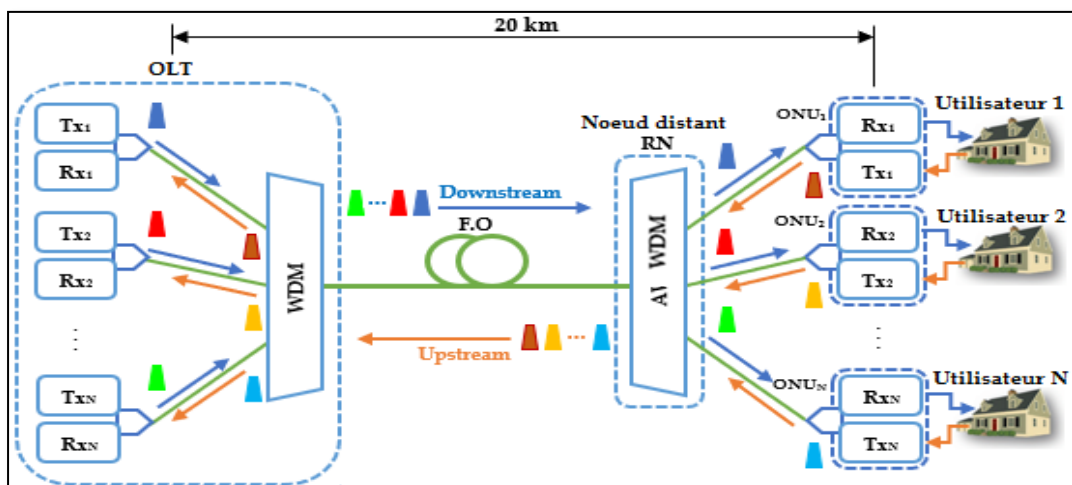 20 km
OLT
Tx1
Rx1
Tx2
Rx2
⋮
TxN
RxN
WDM
... Downstream
F.O
Upstream ...
Noeud distant
RN
WDM
ONU1
Rx1
Tx1
Utilisateur 1
ONU2
Rx2
Tx2
Utilisateur 2
⋮
⋮
ONUN
RxN
TxN
Utilisateur N